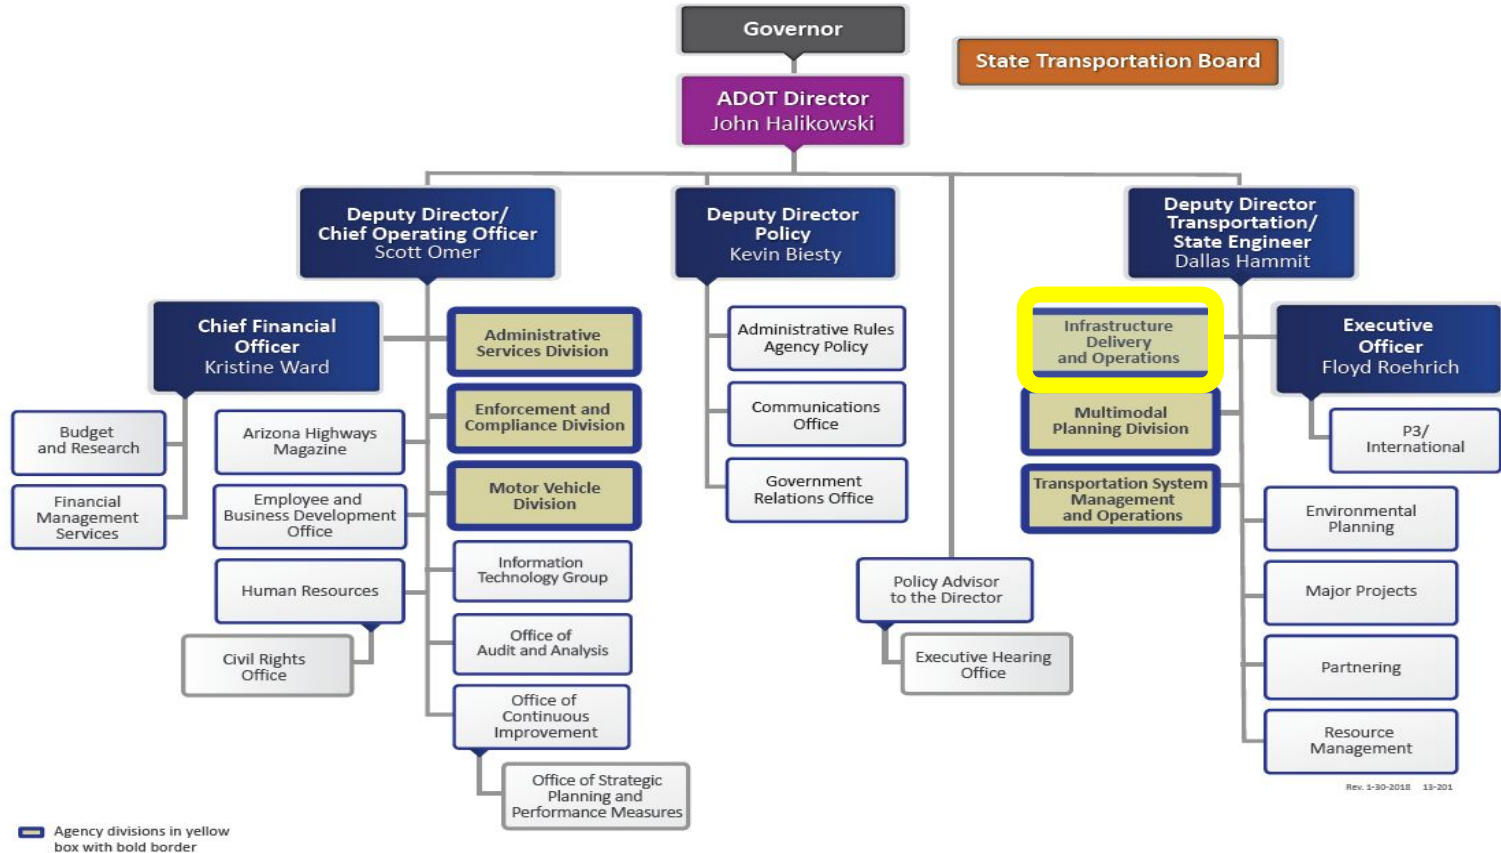 Governor
State Transportation Board
ADOT Director
John Halikowski
Deputy Director/
Chief Operating Officer
Scott Omer
Deputy Director
Policy
Kevin Biesty
Deputy Director
Transportation/
State Engineer
Dallas Hammit
Chief Financial
Officer
Kristine Ward
Administrative
Services Division
Administrative Rules
Agency Policy
Infrastructure
Delivery
and Operations
Executive
Officer
Floyd Roehrich
Budget
and Research
Arizona Highways
Magazine
Enforcement and
Compliance Division
Communications
Office
Multimodal
Planning Division
P3/
International
Financial
Management
Services
Employee and
Business Development
Office
Motor Vehicle
Division
Government
Relations Office
Transportation System
Management
and Operations
Environmental
Planning
Human Resources
Information
Technology Group
Policy Advisor
to the Director
Major Projects
Civil Rights
Office
Office of
Audit and Analysis
Executive Hearing
Office
Partnering
Office of
Continuous
Improvement
Resource
Management
Office of Strategic
Planning and
Performance Measures
Rev. 1-30-2018 13-201
Agency divisions in yellow
box with bold border